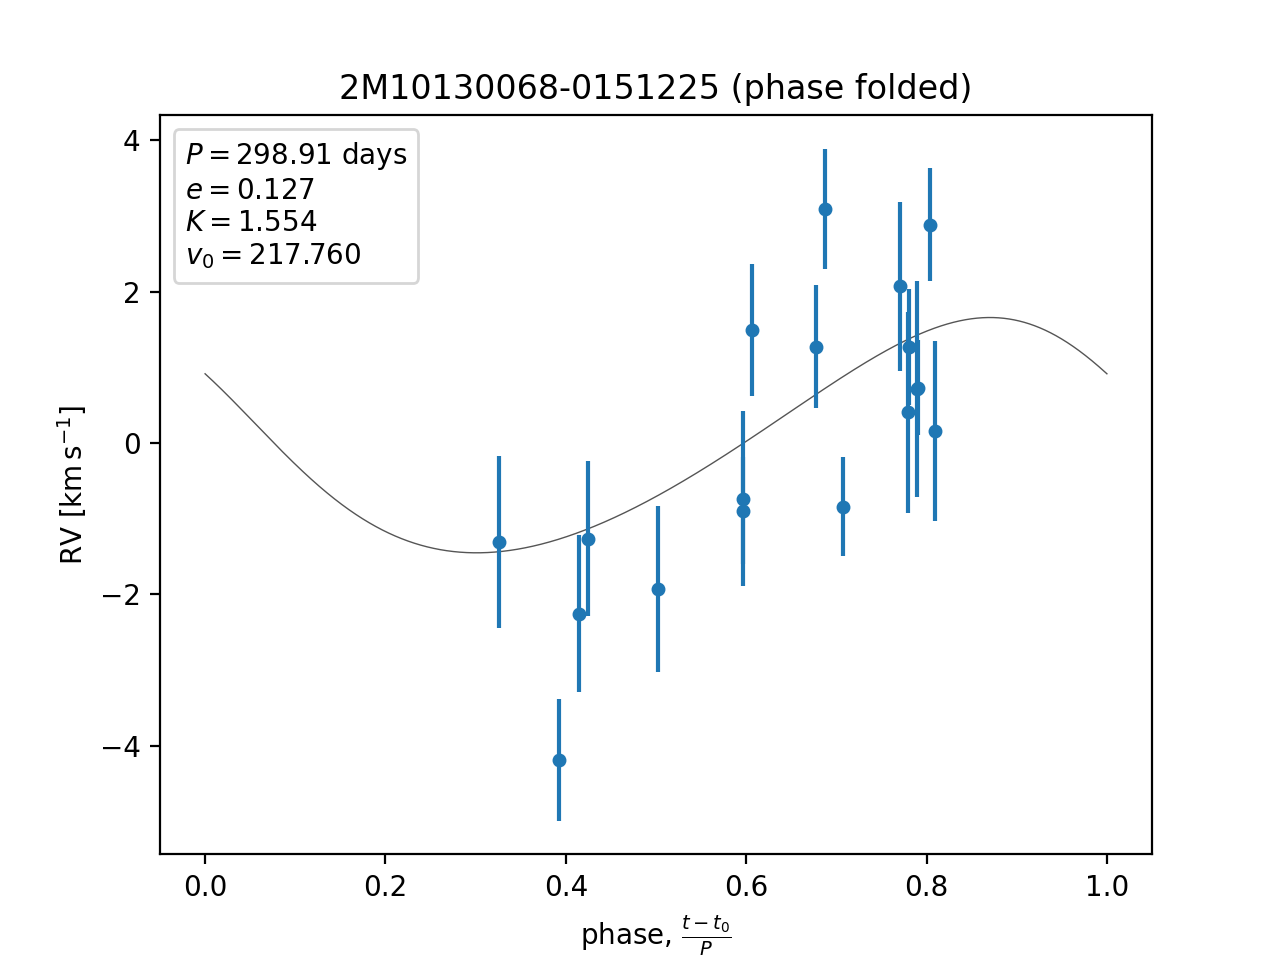 2M10130068-0151225 (phase folded)
P = 298.91 days
e = 0.127
K = 1.554
v₀ = 217.760
4
2
0
−2
−4
RV [km s⁻¹]
0.0 0.2 0.4 0.6 0.8 1.0
phase, (t − t₀)/P